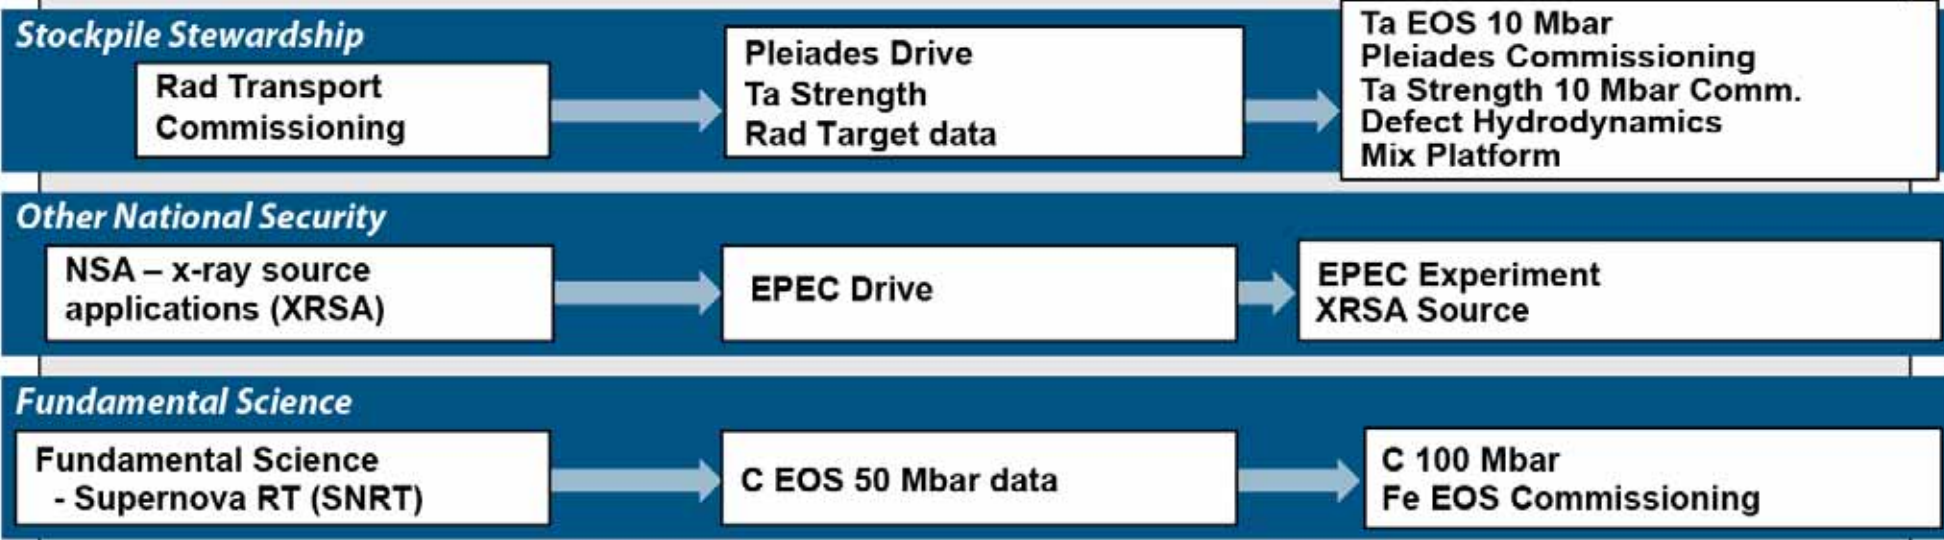 Stockpile Stewardship
Rad Transport
Commissioning
Pleiades Drive
Ta Strength
Rad Target data
Ta EOS 10 Mbar
Pleiades Commissioning
Ta Strength 10 Mbar Comm.
Defect Hydrodynamics
Mix Platform
Other National Security
NSA – x-ray source
applications (XRSA)
EPEC Drive
EPEC Experiment
XRSA Source
Fundamental Science
Fundamental Science
- Supernova RT (SNRT)
C EOS 50 Mbar data
C 100 Mbar
Fe EOS Commissioning